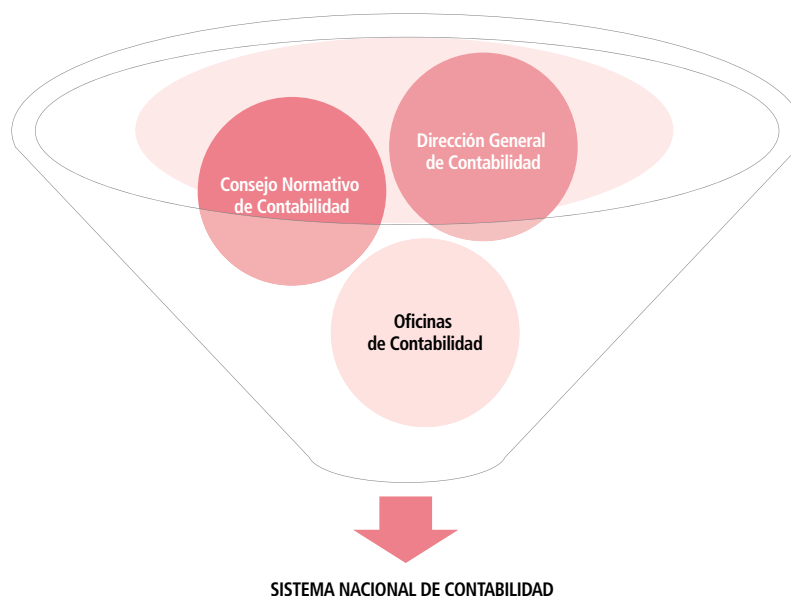 Dirección General
de Contabilidad
Consejo Normativo
de Contabilidad
Oficinas
de Contabilidad
SISTEMA NACIONAL DE CONTABILIDAD